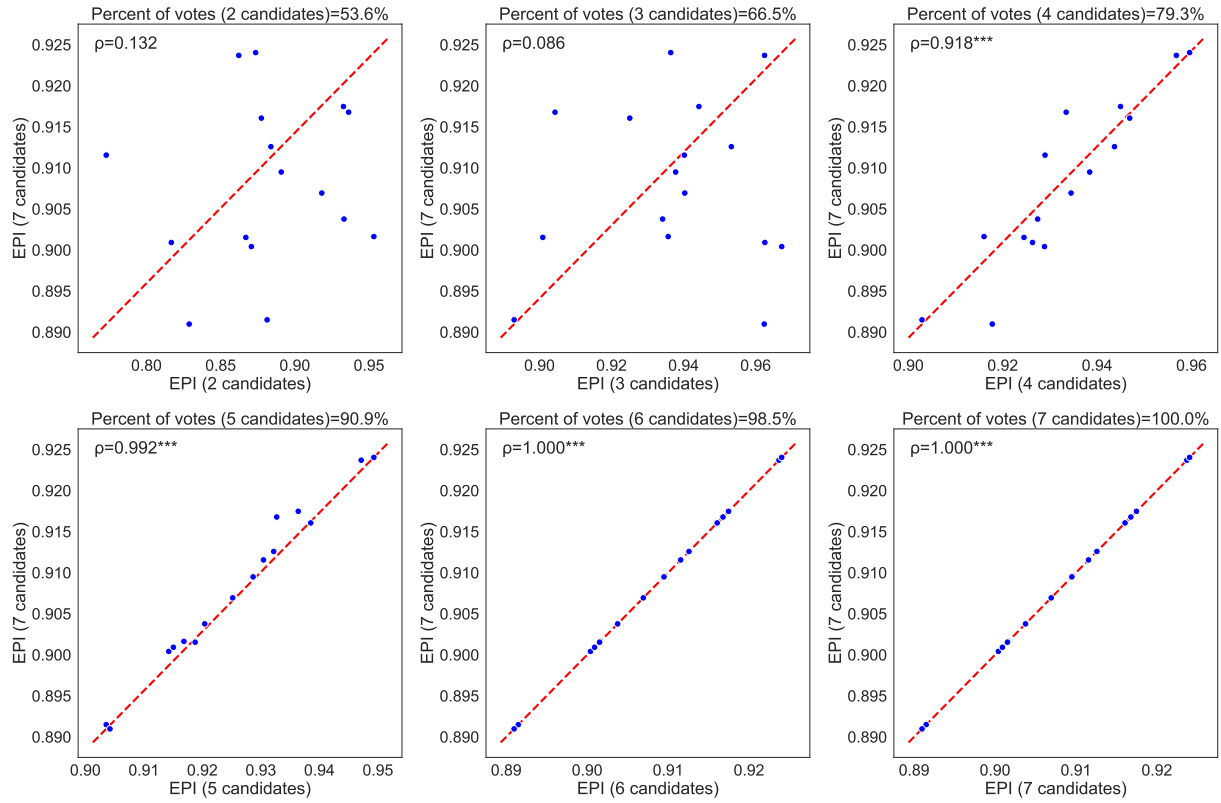 Percent of votes (2 candidates)=53.6%
ρ=0.132
0.925
0.920
0.915
0.910
0.905
0.900
0.895
0.890
EPI (7 candidates)
0.80 0.85 0.90 0.95
EPI (2 candidates)
Percent of votes (3 candidates)=66.5%
ρ=0.086
0.925
0.920
0.915
0.910
0.905
0.900
0.895
0.890
EPI (7 candidates)
0.90 0.92 0.94 0.96
EPI (3 candidates)
Percent of votes (4 candidates)=79.3%
ρ=0.918***
0.925
0.920
0.915
0.910
0.905
0.900
0.895
0.890
EPI (7 candidates)
0.90 0.92 0.94 0.96
EPI (4 candidates)
Percent of votes (5 candidates)=90.9%
ρ=0.992***
0.925
0.920
0.915
0.910
0.905
0.900
0.895
0.890
EPI (7 candidates)
0.90 0.91 0.92 0.93 0.94 0.95
EPI (5 candidates)
Percent of votes (6 candidates)=98.5%
ρ=1.000***
0.925
0.920
0.915
0.910
0.905
0.900
0.895
0.890
EPI (7 candidates)
0.89 0.90 0.91 0.92
EPI (6 candidates)
Percent of votes (7 candidates)=100.0%
ρ=1.000***
0.925
0.920
0.915
0.910
0.905
0.900
0.895
0.890
EPI (7 candidates)
0.89 0.90 0.91 0.92
EPI (7 candidates)